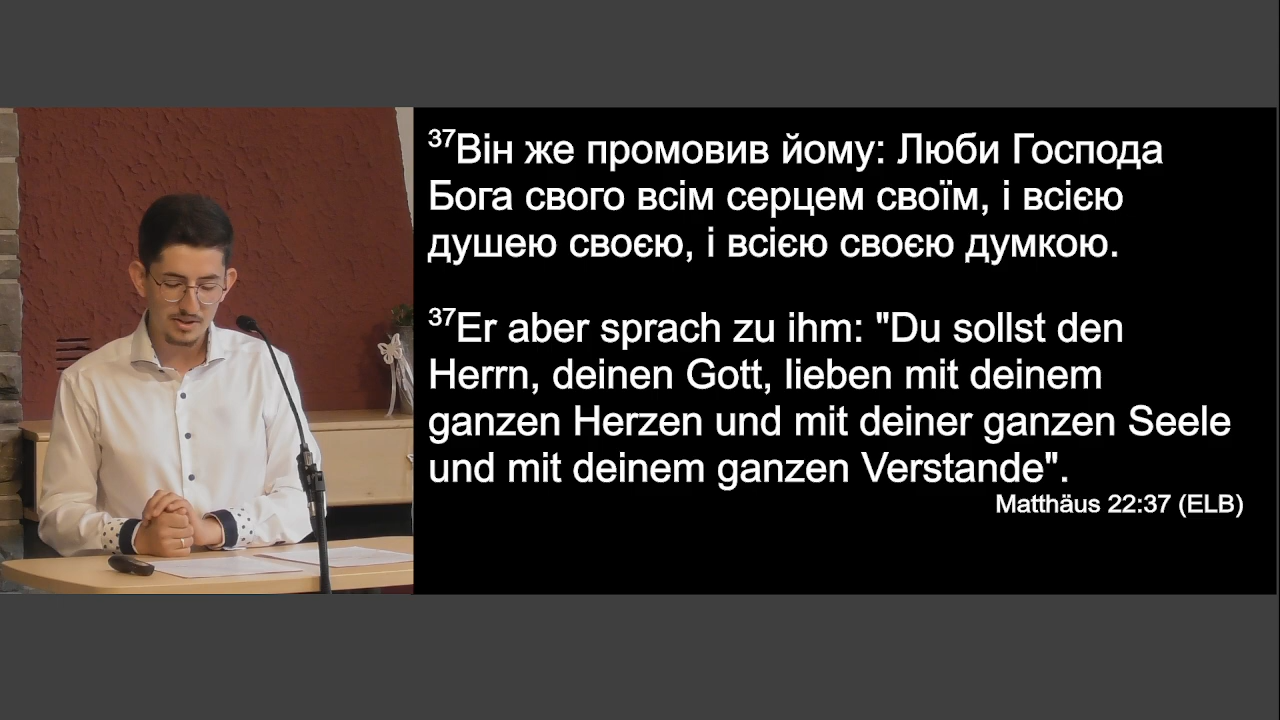 ³⁷Він же промовив йому: Люби Господа
Бога свого всім серцем своїм, і всією
душею своєю, і всією своєю думкою.
³⁷Er aber sprach zu ihm: "Du sollst den
Herrn, deinen Gott, lieben mit deinem
ganzen Herzen und mit deiner ganzen Seele
und mit deinem ganzen Verstande".
Matthäus 22:37 (ELB)